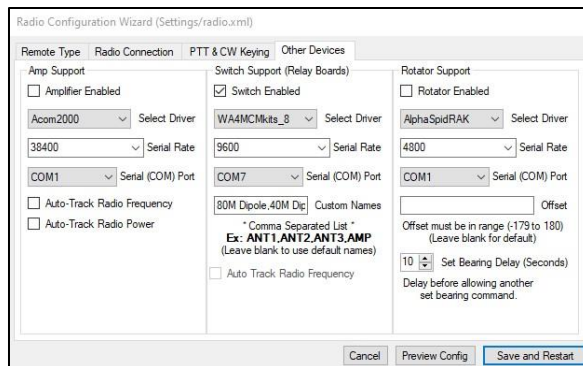 Radio Configuration Wizard (Settings/radio.xml)
Remote Type Radio Connection PTT & CW Keying Other Devices
Amp Support
Amplifier Enabled
Acom2000 Select Driver
38400 Serial Rate
COM1 Serial (COM) Port
Auto-Track Radio Frequency
Auto-Track Radio Power
Switch Support (Relay Boards)
Switch Enabled
WA4MCMkits_8 Select Driver
9600 Serial Rate
COM7 Serial (COM) Port
80M Dipole,40M Dip Custom Names
* Comma Separated List *
Ex: ANT1,ANT2,ANT3,AMP
(Leave blank to use default names)
Auto Track Radio Frequency
Rotator Support
Rotator Enabled
AlphaSpidRAK Select Driver
4800 Serial Rate
COM1 Serial (COM) Port
Offset
Offset must be in range (-179 to 180)
(Leave blank for default)
10 Set Bearing Delay (Seconds)
Delay before allowing another
set bearing command.
Cancel Preview Config Save and Restart